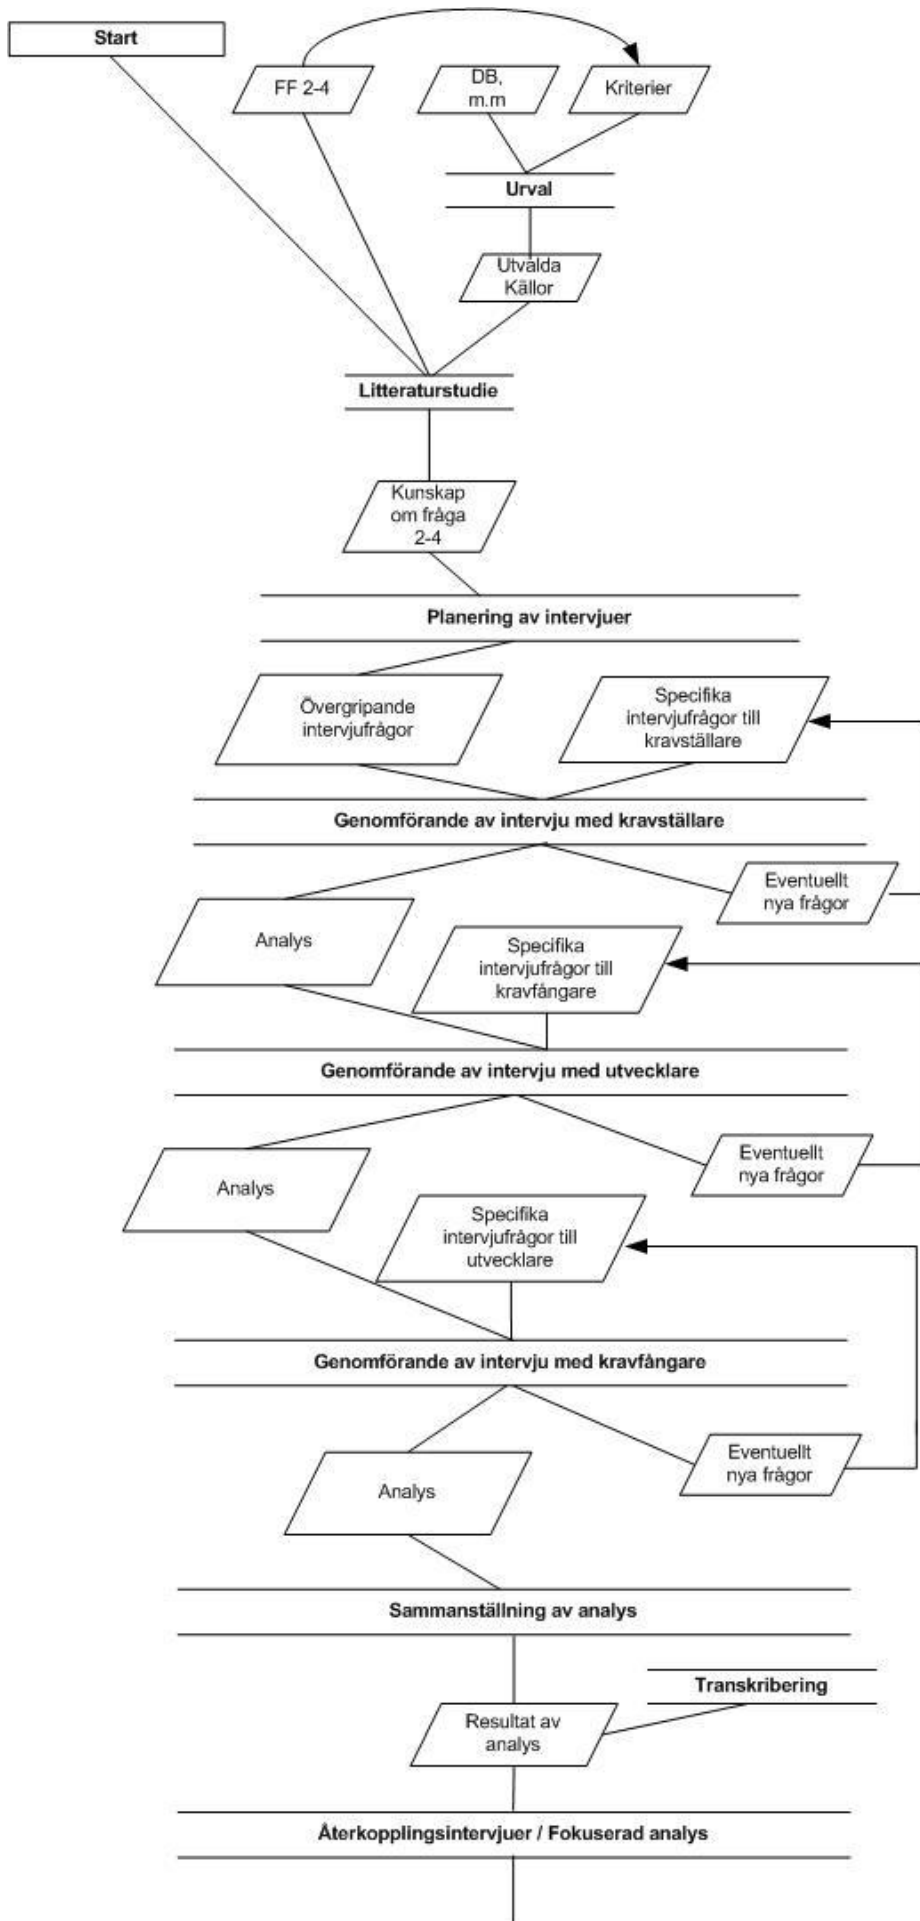 Start
FF 2-4
DB,
m.m
Kriterier
Urval
Utvalda
Källor
Litteraturstudie
Kunskap
om fråga
2-4
Planering av intervjuer
Övergripande
intervjufrågor
Specifika
intervjufrågor till
kravställare
Genomförande av intervju med kravställare
Eventuellt
nya frågor
Analys
Specifika
intervjufrågor till
kravfångare
Genomförande av intervju med utvecklare
Eventuellt
nya frågor
Analys
Specifika
intervjufrågor till
utvecklare
Genomförande av intervju med kravfångare
Eventuellt
nya frågor
Analys
Sammanställning av analys
Transkribering
Resultat av
analys
Återkopplingsintervjuer / Fokuserad analys